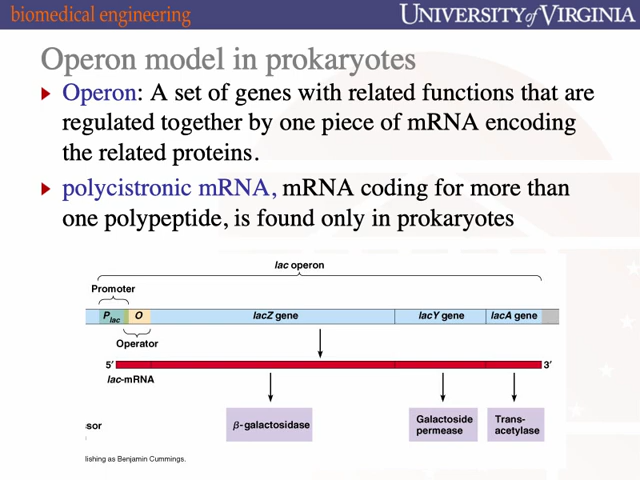 biomedical engineering
UNIVERSITY of VIRGINIA
Operon model in prokaryotes
Operon: A set of genes with related functions that are
regulated together by one piece of mRNA encoding
the related proteins.
polycistronic mRNA, mRNA coding for more than
one polypeptide, is found only in prokaryotes
lac operon
Promoter
Plac O lacZ gene lacY gene lacA gene
Operator
5′ 3′
lac-mRNA
β-galactosidase
Galactoside
permease
Trans-
acetylase
sor
lishing as Benjamin Cummings.